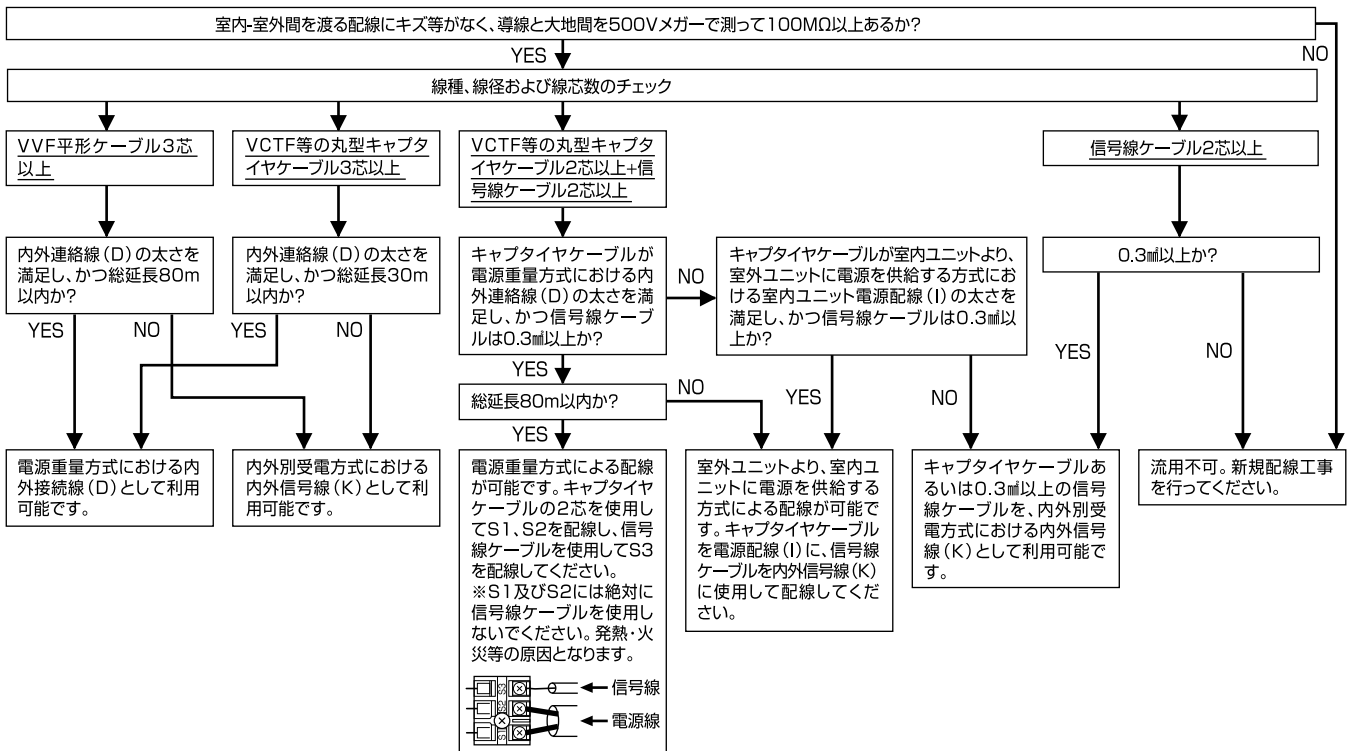 室内-室外間を渡る配線にキズ等がなく、導線と大地間を500Vメガーで測って100MΩ以上あるか?
YES
NO
線種、線径および線芯数のチェック
VVF平形ケーブル3芯
以上
VCTF等の丸型キャプタ
イヤケーブル3芯以上
VCTF等の丸型キャプタ
イヤケーブル2芯以上+信
号線ケーブル2芯以上
信号線ケーブル2芯以上
内外連絡線(D)の太さを
満足し、かつ総延長80m
以内か?
内外連絡線(D)の太さを
満足し、かつ総延長30m
以内か?
キャプタイヤケーブルが
電源重量方式における内
外連絡線(D)の太さを満
足し、かつ信号線ケーブ
ルは0.3㎟以上か?
NO
キャプタイヤケーブルが室内ユニットより、
室外ユニットに電源を供給する方式にお
ける室内ユニット電源配線(I)の太さを
満足し、かつ信号線ケーブルは0.3㎟以
上か?
0.3㎟以上か?
YES
NO
YES
NO
YES
総延長80m以内か?
NO
YES
YES
NO
YES
NO
電源重量方式における内
外接続線(D)として利用
可能です。
内外別受電方式における
内外信号線(K)として利
用可能です。
電源重量方式による配線
が可能です。キャプタイヤ
ケーブルの2芯を使用し
てS1、S2を配線し、信号
線ケーブルを使用してS3
を配線してください。
※S1及びS2には絶対に
信号線ケーブルを使用し
ないでください。発熱・火
災等の原因となります。
S3
S2
S1
信号線
電源線
室外ユニットより、室内ユ
ニットに電源を供給する
方式による配線が可能で
す。キャプタイヤケーブル
を電源配線(I)に、信号線
ケーブルを内外信号線(K)
に使用して配線してくだ
さい。
キャプタイヤケーブルあ
るいは0.3㎟以上の信号
線ケーブルを、内外別受
電方式における内外信号
線(K)として利用可能で
す。
流用不可。新規配線工事
を行ってください。